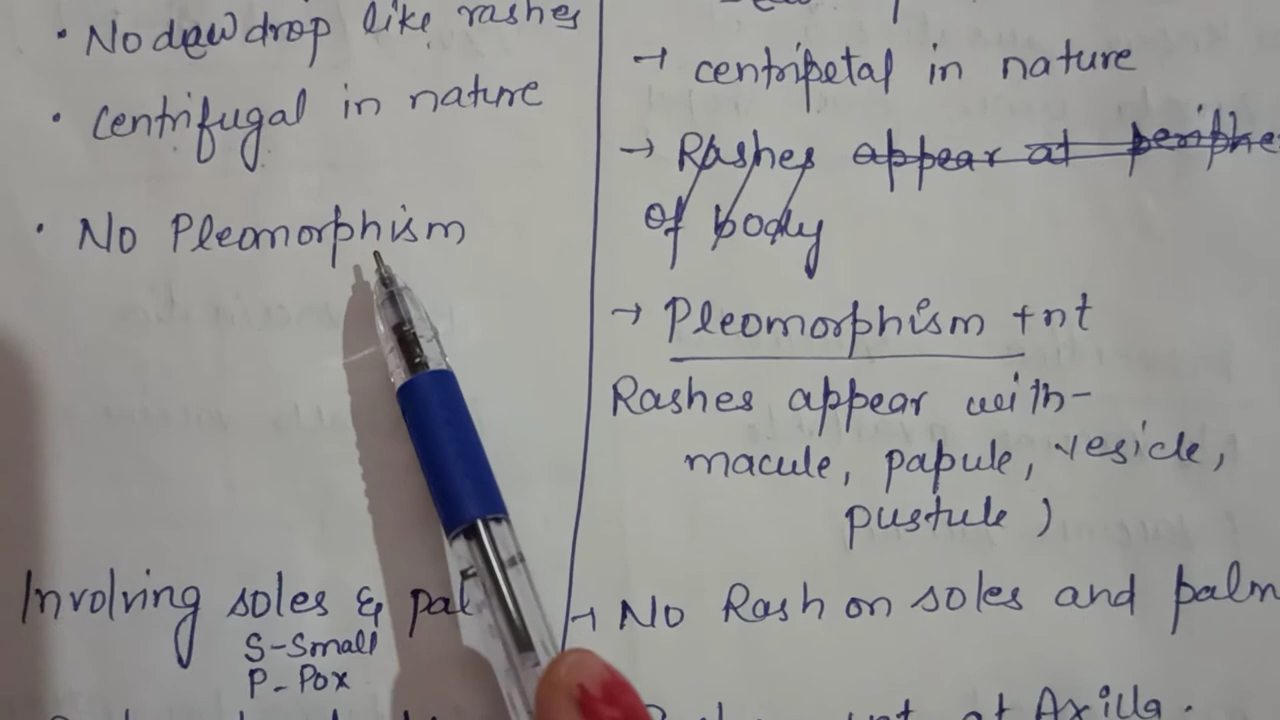 • No dew drop like rashes
• Centrifugal in nature
• No Pleomorphism
Involving soles & pal
S-Small
P-Pox
→ centripetal in nature
→ Rashes appear at periphe
of body
→ Pleomorphism +nt
Rashes appear with-
macule, papule, vesicle,
pustule )
→ No Rash on soles and palm
at Axilla.